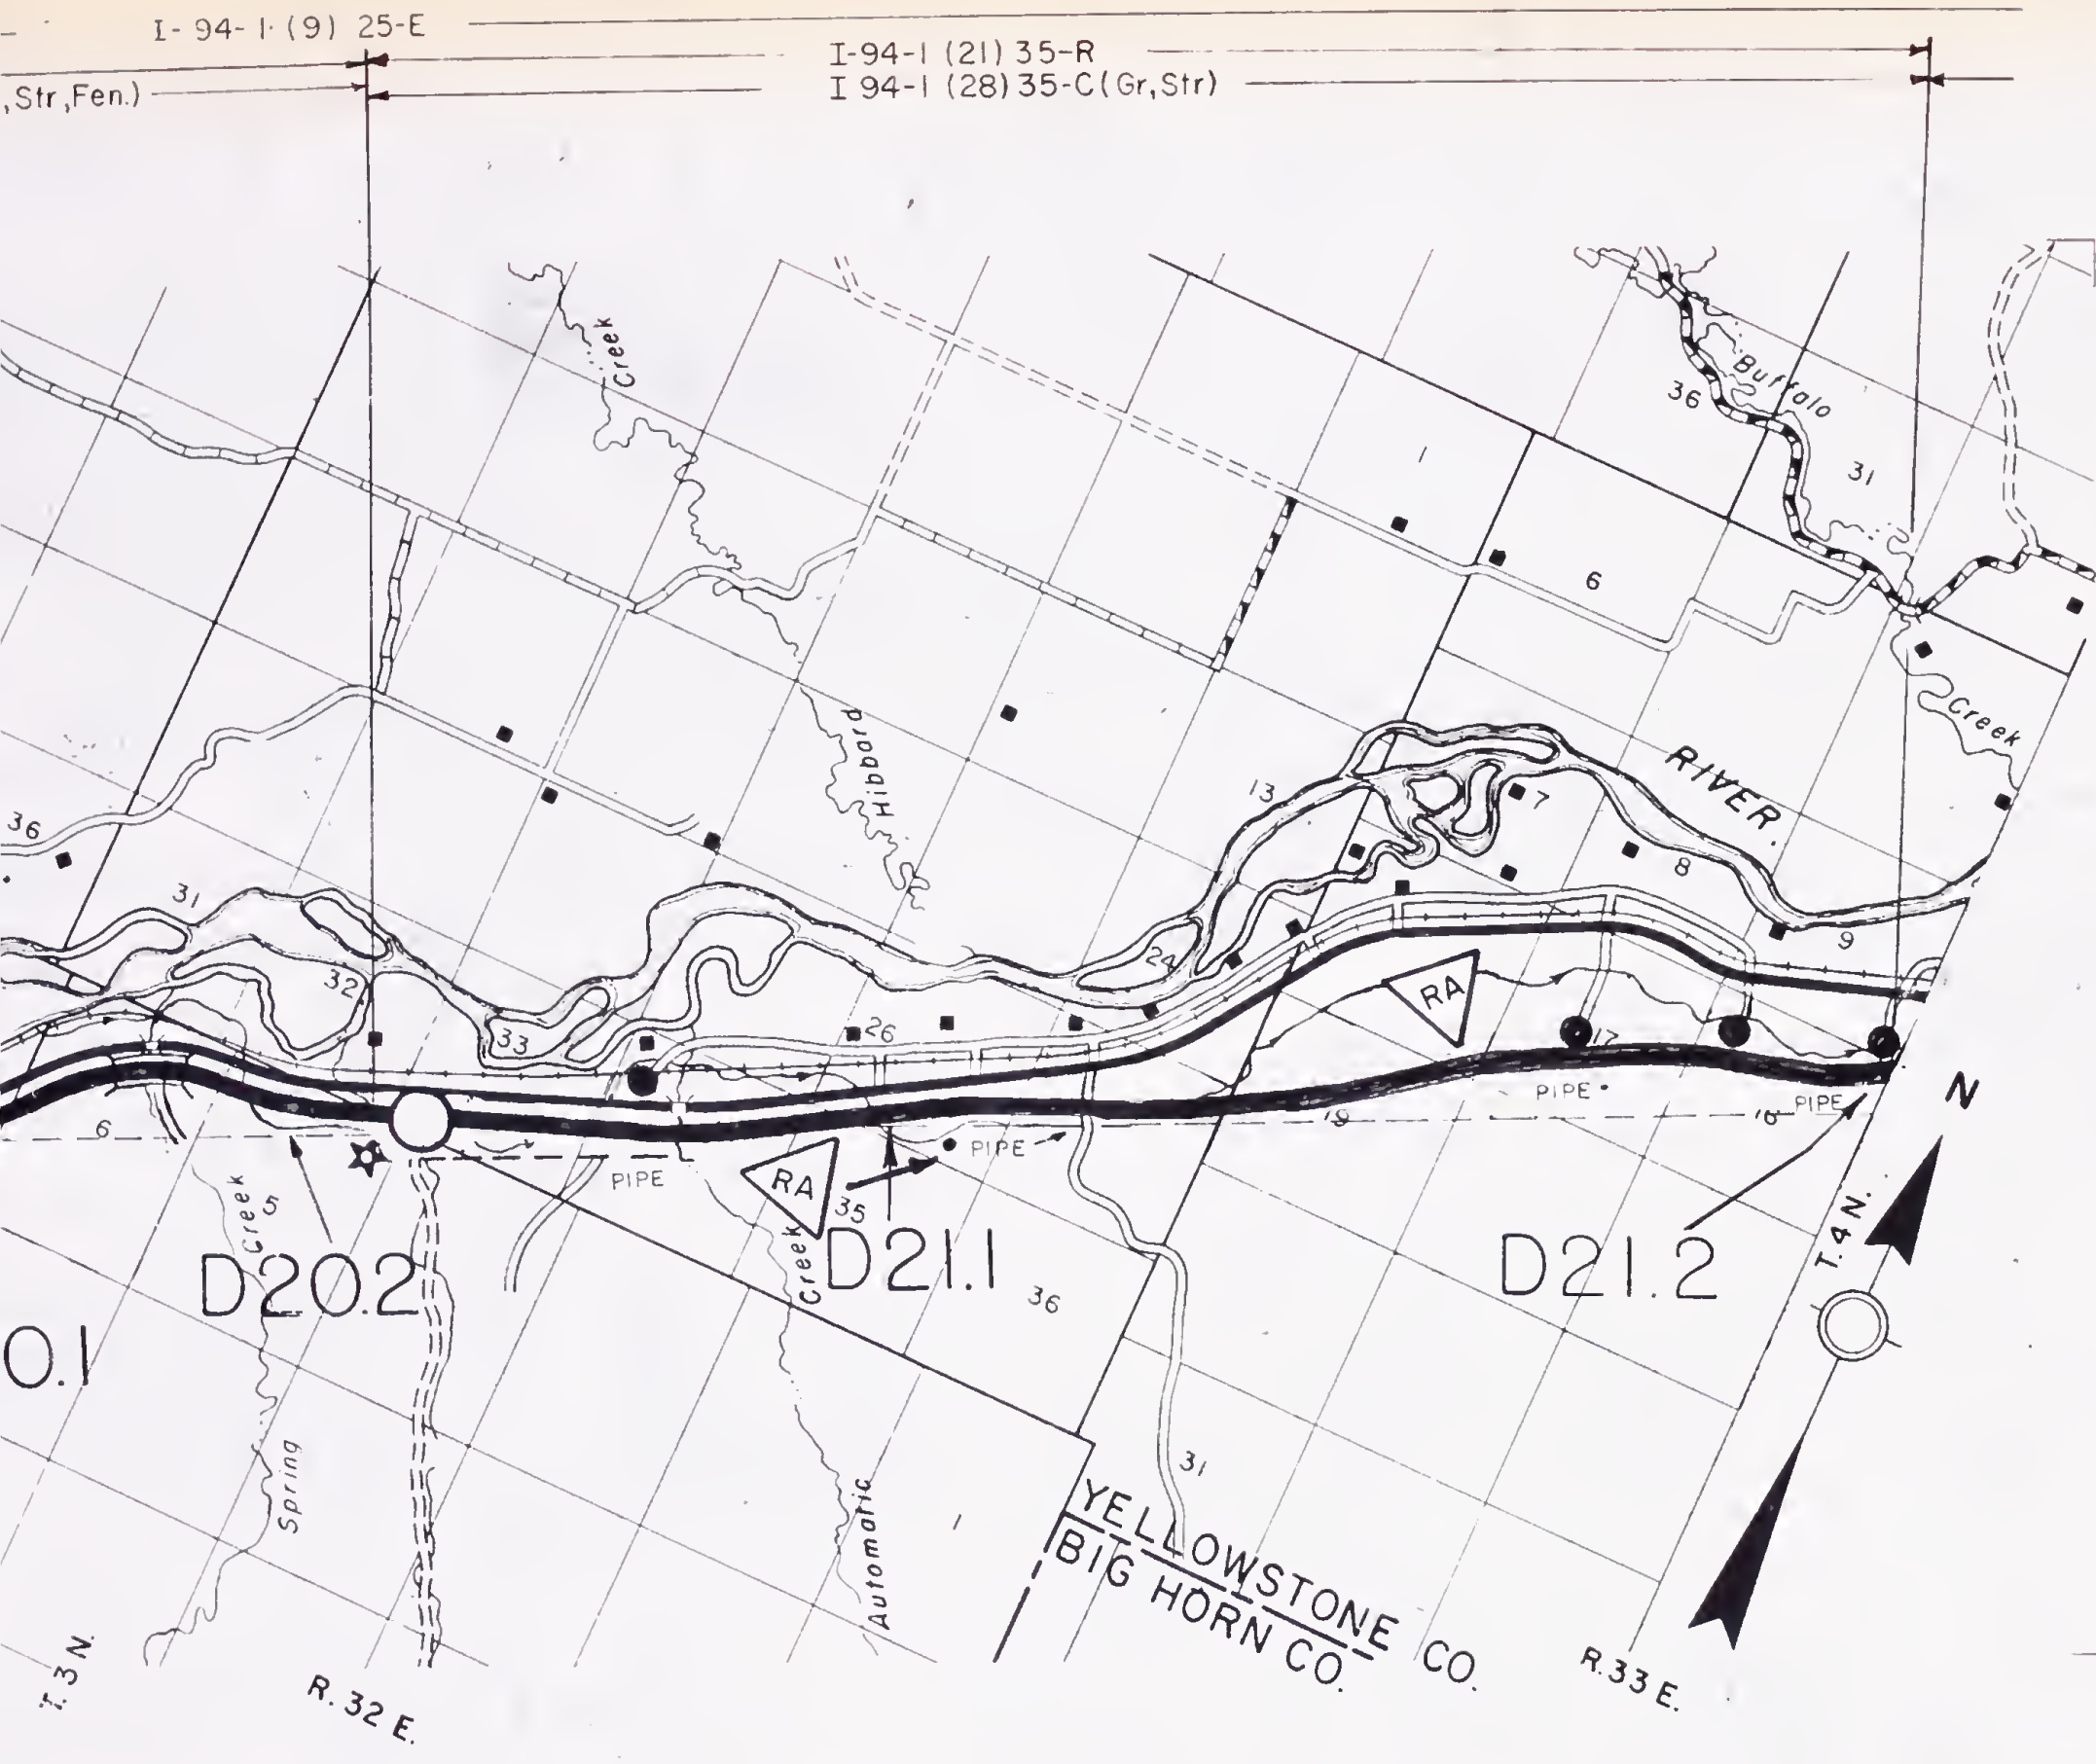 I-94-1-(9) 25-E
I-94-1 (21) 35-R
I 94-1 (28) 35-C (Gr,Str)
,Str,Fen.)
Creek
Buffalo
36
31
1
6
Creek
Hibbard
RIVER
13
7
8
9
36
31
32
33
24
26
RA
17
PIPE
PIPE
18
16
N
6
5
PIPE
PIPE
RA
35
Creek
Creek
D20.2
D21.1
D21.2
36
T. 4 N.
0.1
Spring
Automatic
1
31
YELLOWSTONE CO.
BIG HORN CO.
T. 3 N.
R. 32 E.
R. 33 E.